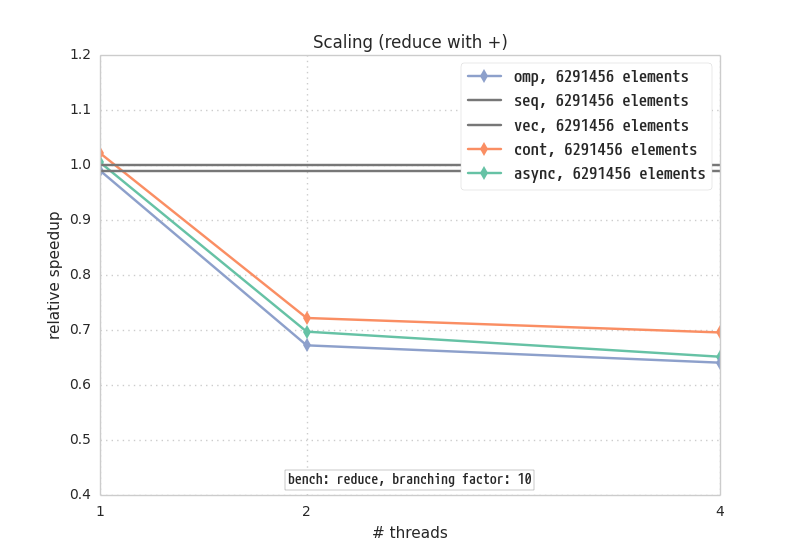 Scaling (reduce with +)
1.2
1.1
1.0
0.9
0.8
0.7
0.6
0.5
0.4
relative speedup
omp, 6291456 elements
seq, 6291456 elements
vec, 6291456 elements
cont, 6291456 elements
async, 6291456 elements
bench: reduce, branching factor: 10
1 2 4
# threads